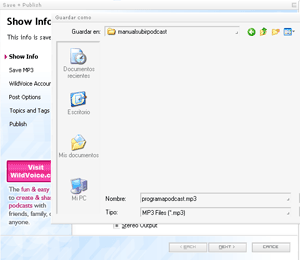 Save + Publish
Guardar como
Show Info
Guardar en:
manualsubirpodcast
This info is save
Show Info
Save MP3
WildVoice Accoun
Post Options
Topics and Tags
Publish
Documentos recientes
Escritorio
Mis documentos
Mi PC
Visit
WildVoice.c
The fun & easy
to create & sha
podcasts with
friends, family,
anyone.
Nombre:
programapodcast.mp3
Tipo:
MP3 Files (*.mp3)
Stereo Output
BACK
NEXT
CANCEL